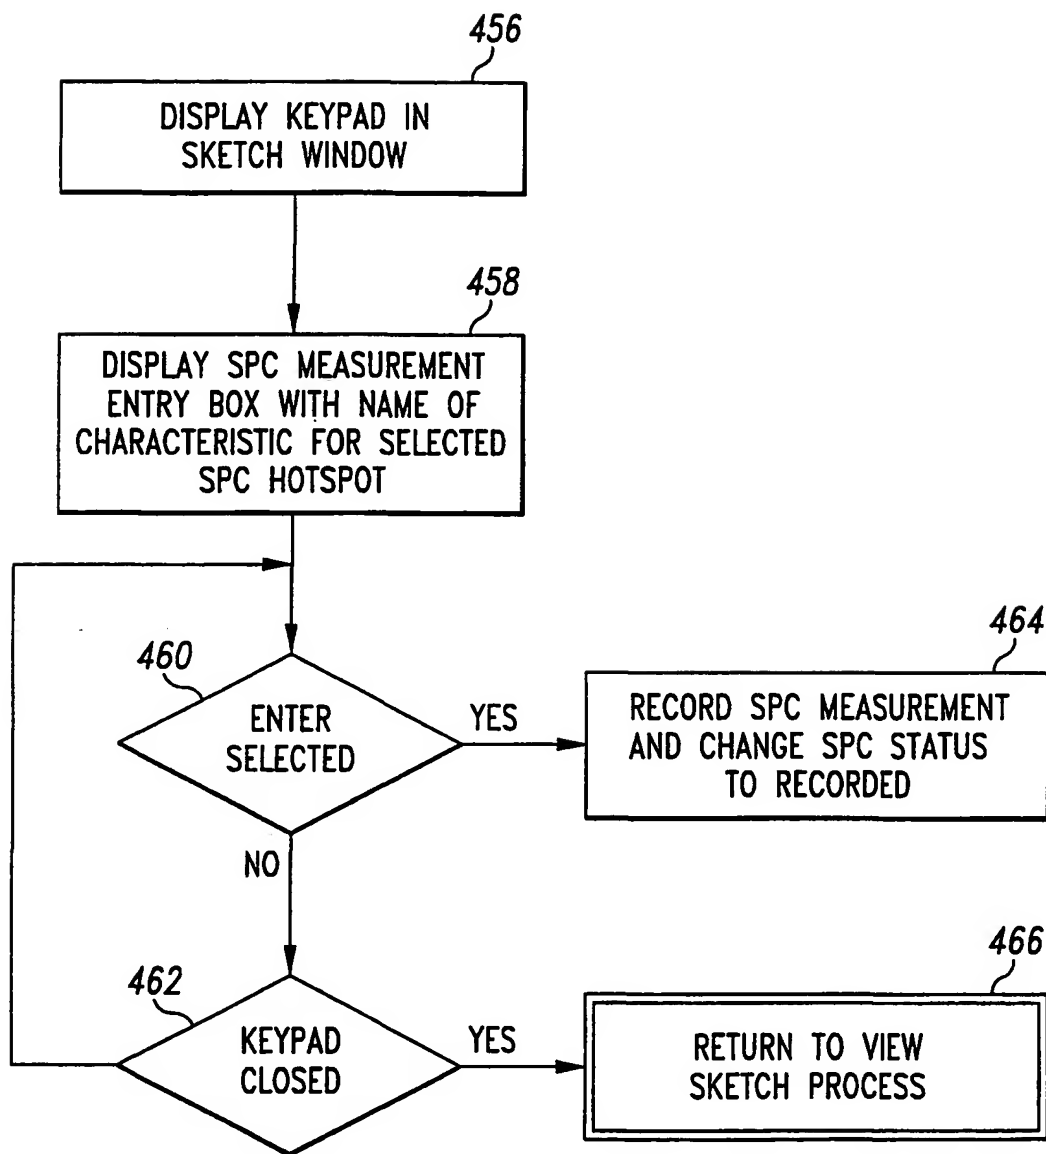 456
DISPLAY KEYPAD IN
SKETCH WINDOW
458
DISPLAY SPC MEASUREMENT
ENTRY BOX WITH NAME OF
CHARACTERISTIC FOR SELECTED
SPC HOTSPOT
460
ENTER
SELECTED
YES
464
RECORD SPC MEASUREMENT
AND CHANGE SPC STATUS
TO RECORDED
NO
462
KEYPAD
CLOSED
YES
466
RETURN TO VIEW
SKETCH PROCESS